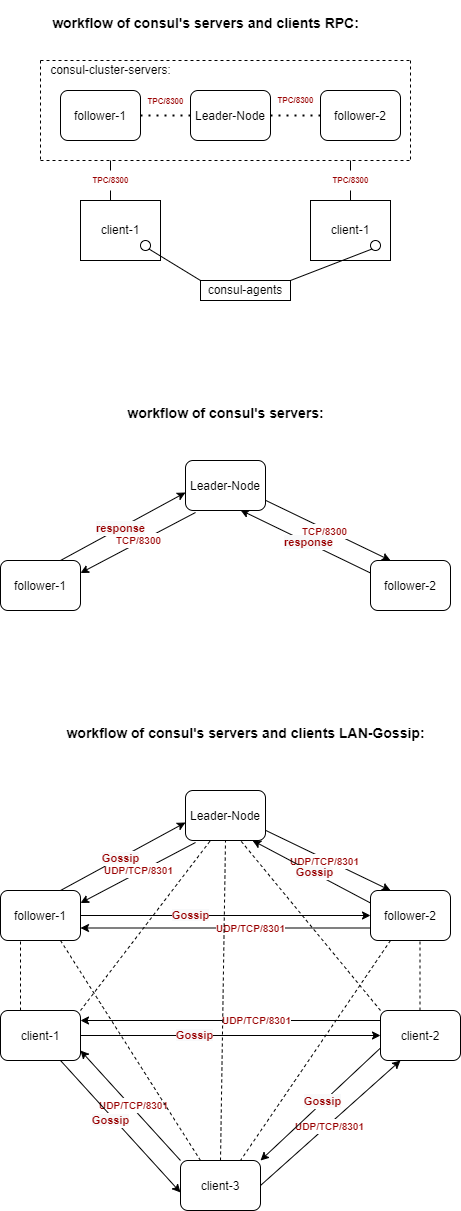 workflow of consul's servers and clients RPC:
consul-cluster-servers:
follower-1
TPC/8300
Leader-Node
TPC/8300
follower-2
TPC/8300
TPC/8300
client-1
client-1
consul-agents
workflow of consul's servers:
Leader-Node
response
TCP/8300
TCP/8300
response
follower-1
follower-2
workflow of consul's servers and clients LAN-Gossip:
Leader-Node
Gossip
UDP/TCP/8301
UDP/TCP/8301
Gossip
follower-1
Gossip
follower-2
UDP/TCP/8301
UDP/TCP/8301
client-1
Gossip
client-2
UDP/TCP/8301
Gossip
Gossip
UDP/TCP/8301
client-3